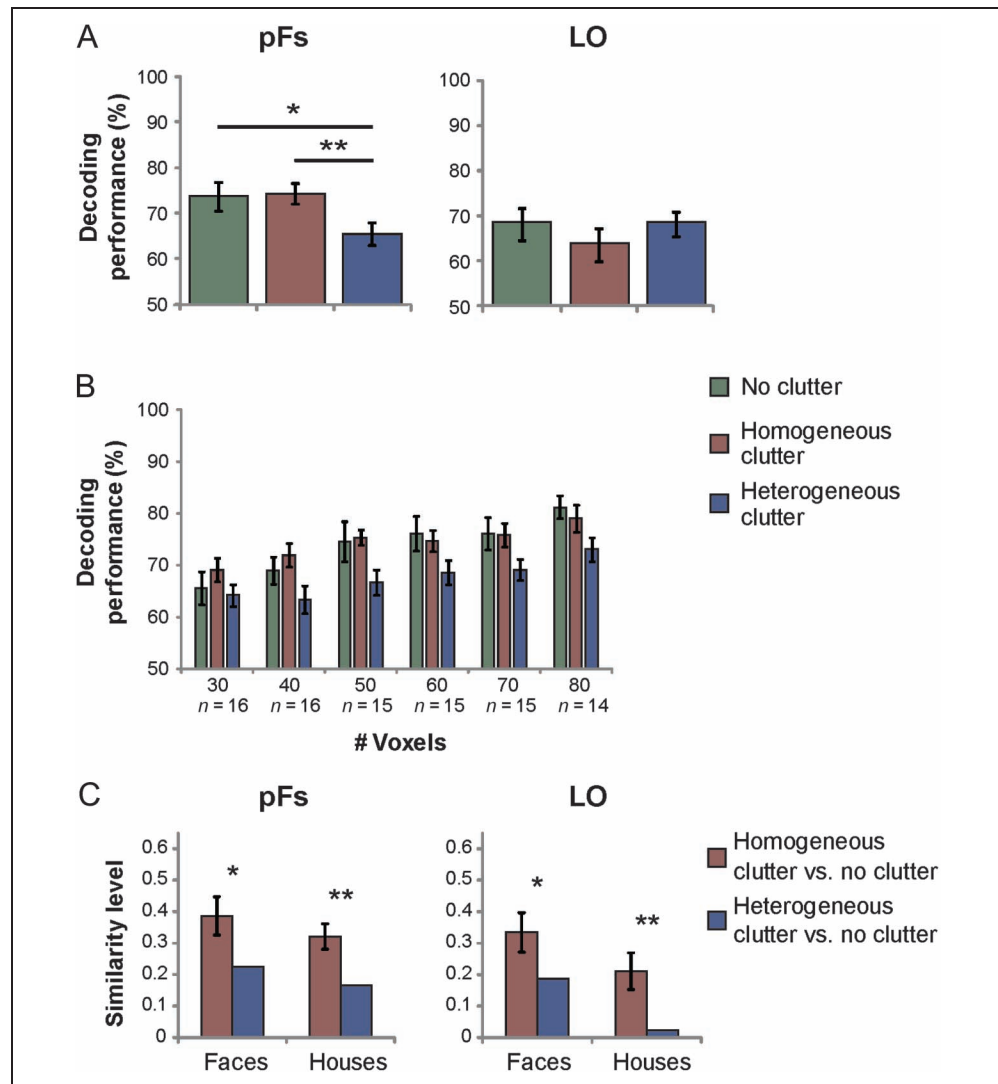 A
pFs
LO
Decoding
performance (%)
100
90
80
70
60
50
*
**
100
90
80
70
60
50
B
Decoding
performance (%)
100
90
80
70
60
50
30 40 50 60 70 80
n = 16 n = 16 n = 15 n = 15 n = 15 n = 14
# Voxels
No clutter
Homogeneous
clutter
Heterogeneous
clutter
C
pFs
LO
Similarity level
0.6
0.5
0.4
0.3
0.2
0.1
0
*
**
Faces Houses
0.6
0.5
0.4
0.3
0.2
0.1
0
*
**
Faces Houses
Homogeneous
clutter vs. no clutter
Heterogeneous
clutter vs. no clutter